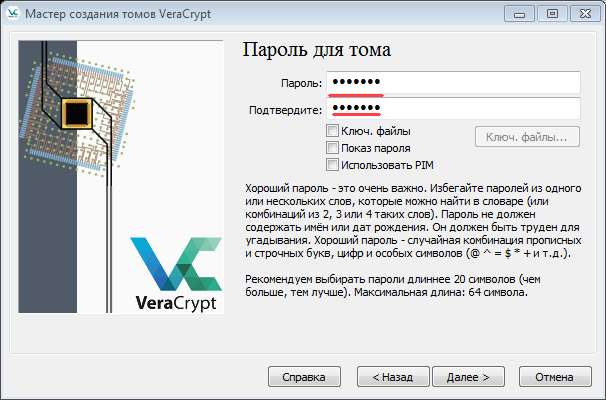 Мастер создания томов VeraCrypt
Пароль для тома
Пароль: •••••••
Подтвердите: •••••••
Ключ. файлы
Ключ. файлы...
Показ пароля
Использовать PIM
Хороший пароль - это очень важно. Избегайте паролей из одного
или нескольких слов, которые можно найти в словаре (или
комбинаций из 2, 3 или 4 таких слов). Пароль не должен
содержать имён или дат рождения. Он должен быть труден для
угадывания. Хороший пароль - случайная комбинация прописных
и строчных букв, цифр и особых символов (@ ^ = $ * + и т.д.).
Рекомендуем выбирать пароли длиннее 20 символов (чем
больше, тем лучше). Максимальная длина: 64 символа.
VeraCrypt
Справка
< Назад
Далее >
Отмена